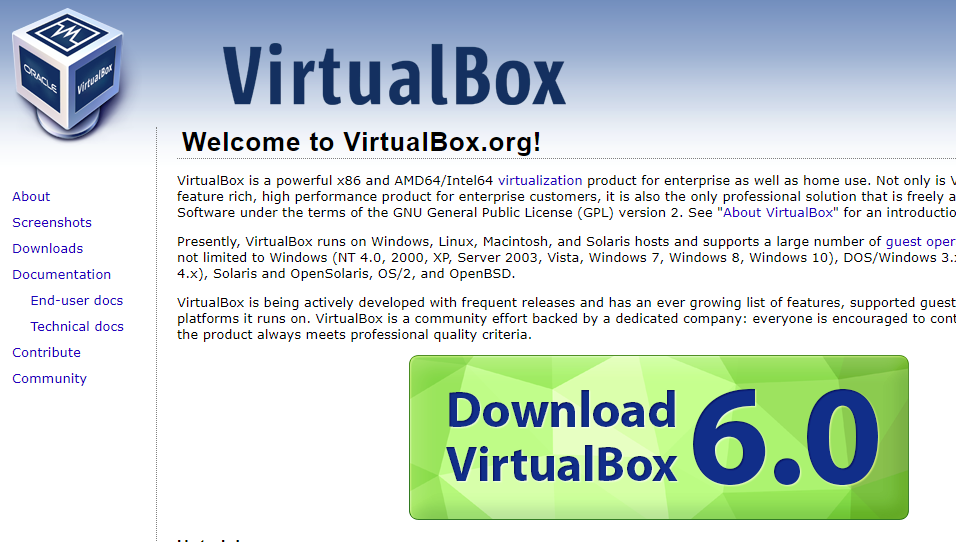 ORACLE
VirtualBox
VirtualBox
Welcome to VirtualBox.org!
About
Screenshots
Downloads
Documentation
End-user docs
Technical docs
Contribute
Community
VirtualBox is a powerful x86 and AMD64/Intel64 virtualization product for enterprise as well as home use. Not only is V
feature rich, high performance product for enterprise customers, it is also the only professional solution that is freely a
Software under the terms of the GNU General Public License (GPL) version 2. See "About VirtualBox" for an introductio
Presently, VirtualBox runs on Windows, Linux, Macintosh, and Solaris hosts and supports a large number of guest oper
not limited to Windows (NT 4.0, 2000, XP, Server 2003, Vista, Windows 7, Windows 8, Windows 10), DOS/Windows 3.x
4.x), Solaris and OpenSolaris, OS/2, and OpenBSD.
VirtualBox is being actively developed with frequent releases and has an ever growing list of features, supported guest
platforms it runs on. VirtualBox is a community effort backed by a dedicated company: everyone is encouraged to cont
the product always meets professional quality criteria.
Download
VirtualBox 6.0